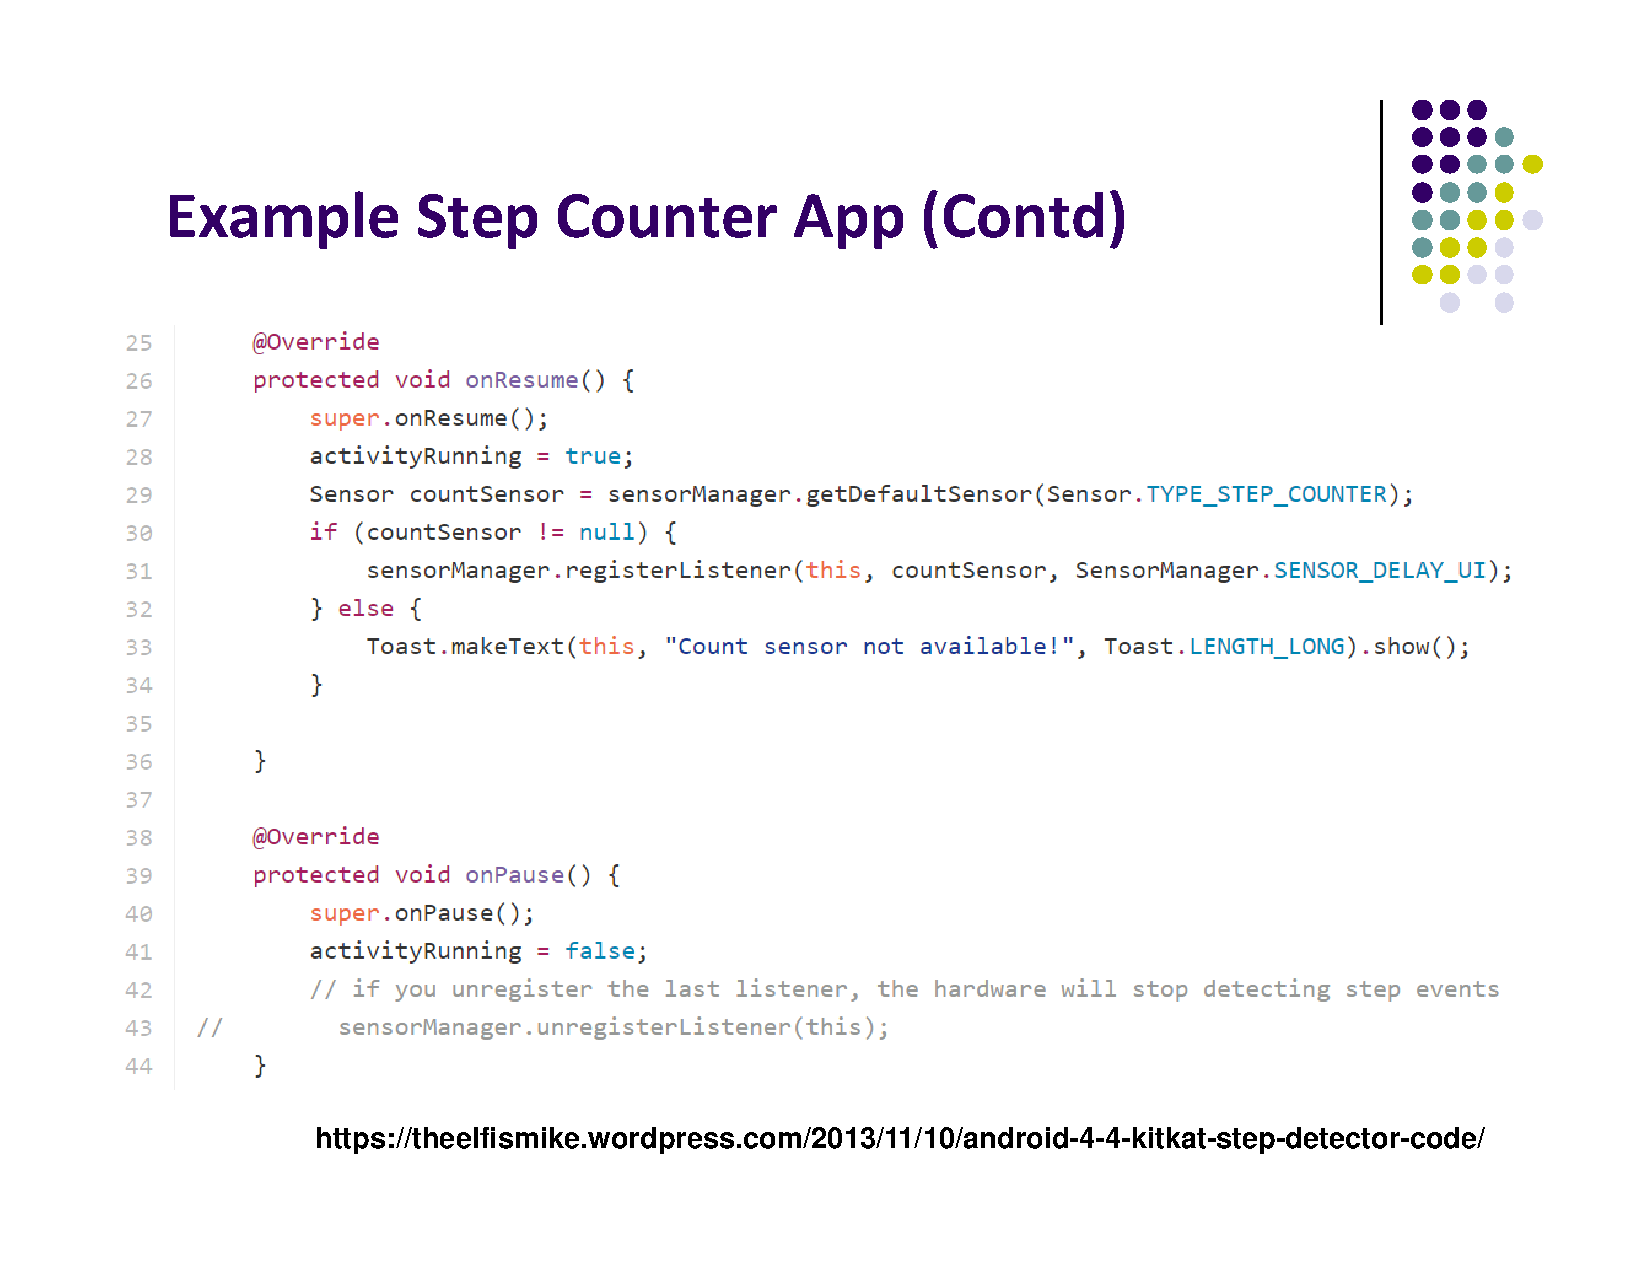 Example Step Counter App (Contd)
25 @Override
26 protected void onResume() {
27 super.onResume();
28 activityRunning = true;
29 Sensor countSensor = sensorManager.getDefaultSensor(Sensor.TYPE_STEP_COUNTER);
30 if (countSensor != null) {
31 sensorManager.registerListener(this, countSensor, SensorManager.SENSOR_DELAY_UI);
32 } else {
33 Toast.makeText(this, "Count sensor not available!", Toast.LENGTH_LONG).show();
34 }
35
36 }
37
38 @Override
39 protected void onPause() {
40 super.onPause();
41 activityRunning = false;
42 // if you unregister the last listener, the hardware will stop detecting step events
43 // sensorManager.unregisterListener(this);
44 }
https://theelfismike.wordpress.com/2013/11/10/android-4-4-kitkat-step-detector-code/